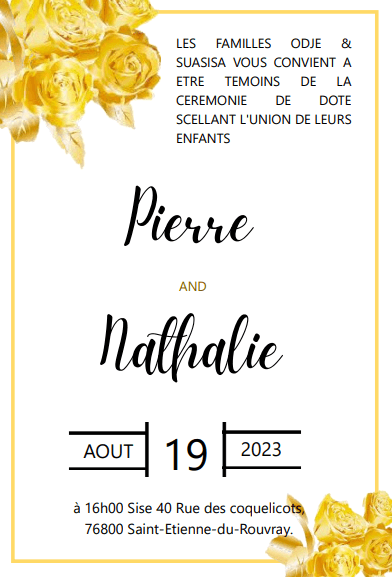 LES FAMILLES ODJE &
SUASISA VOUS CONVIENT A
ETRE TEMOINS DE LA
CEREMONIE DE DOTE
SCELLANT L'UNION DE LEURS
ENFANTS
Pierre
AND
Nathalie
AOUT 19 2023
à 16h00 Sise 40 Rue des coquelicots,
76800 Saint-Etienne-du-Rouvray.